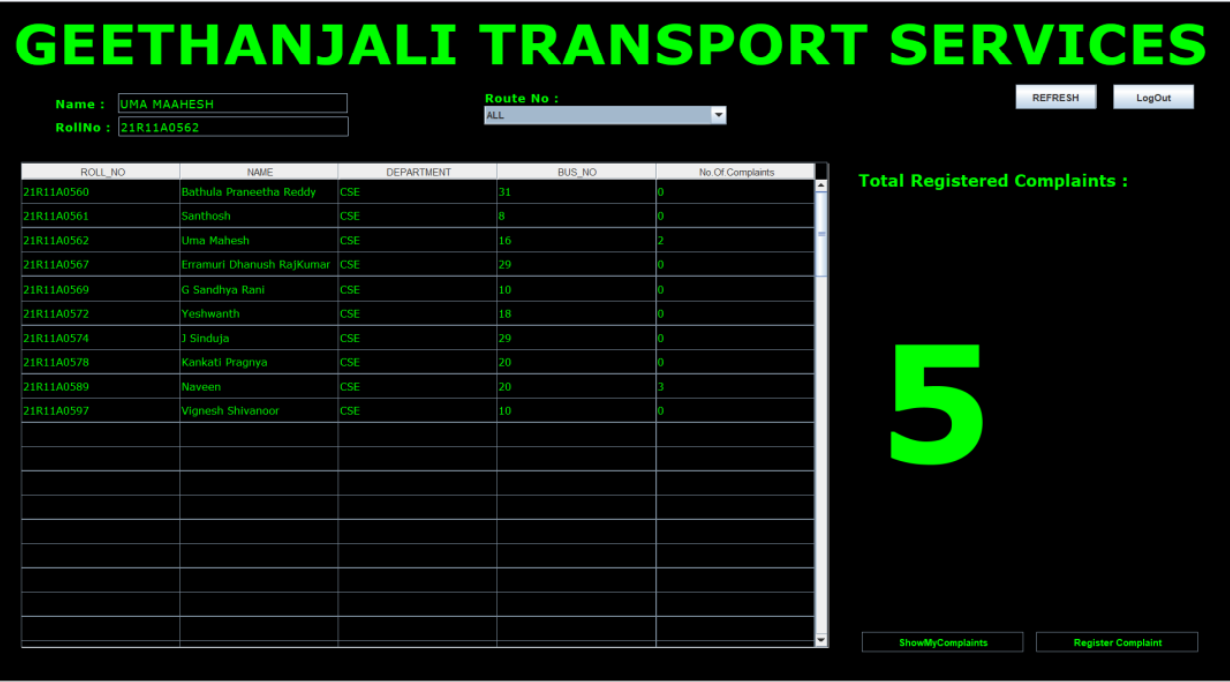 GEETHANJALI TRANSPORT SERVICES
Name : UMA MAAHESH
RollNo : 21R11A0562
Route No :
ALL
REFRESH LogOut
ROLL_NO NAME DEPARTMENT BUS_NO No.Of.Complaints
21R11A0560 Bathula Praneetha Reddy CSE 31 0
21R11A0561 Santhosh CSE 8 0
21R11A0562 Uma Mahesh CSE 16 2
21R11A0567 Erramuri Dhanush RajKumar CSE 29 0
21R11A0569 G Sandhya Rani CSE 10 0
21R11A0572 Yeshwanth CSE 18 0
21R11A0574 J Sinduja CSE 29 0
21R11A0578 Kankati Pragnya CSE 20 0
21R11A0589 Naveen CSE 20 3
21R11A0597 Vignesh Shivanoor CSE 10 0
Total Registered Complaints :
5
ShowMyComplaints Register Complaint